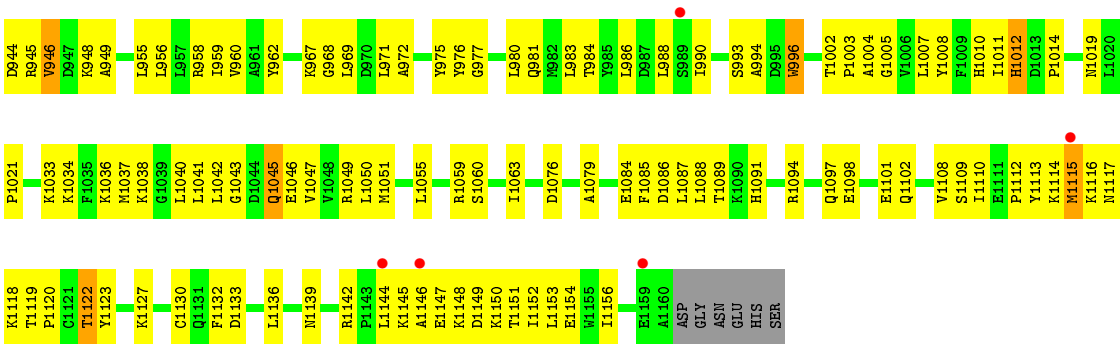 D944 R945 V946 D947 K948 A949 L955 L956 L957 R958 I959 V960 A961 Y962 K967 G968 L969 D970 L971 A972 Y975 Y976 G977 L980 Q981 M982 L983 T984 Y985 L986 D987 L988 S989 I990 S993 A994 D995 W996 T1002 P1003 A1004 G1005 V1006 L1007 Y1008 F1009 H1010 I1011 H1012 D1013 P1014 N1019 L1020
P1021 K1033 K1034 F1035 K1036 M1037 K1038 G1039 L1040 L1041 L1042 G1043 D1044 Q1045 E1046 V1047 V1048 R1049 L1050 M1051 L1055 R1059 S1060 I1063 D1076 A1079 E1084 F1085 D1086 L1087 L1088 T1089 K1090 H1091 R1094 Q1097 E1098 E1101 Q1102 V1108 S1109 I1110 E1111 P1112 Y1113 K1114 M1115 K1116 N1117
K1118 T1119 P1120 C1121 T1122 Y1123 K1127 C1130 Q1131 F1132 D1133 L1136 N1139 R1142 P1143 L1144 K1145 A1146 E1147 K1148 D1149 K1150 T1151 I1152 L1153 E1154 W1155 I1156 E1159 A1160 ASP GLY ASN GLU HIS SER